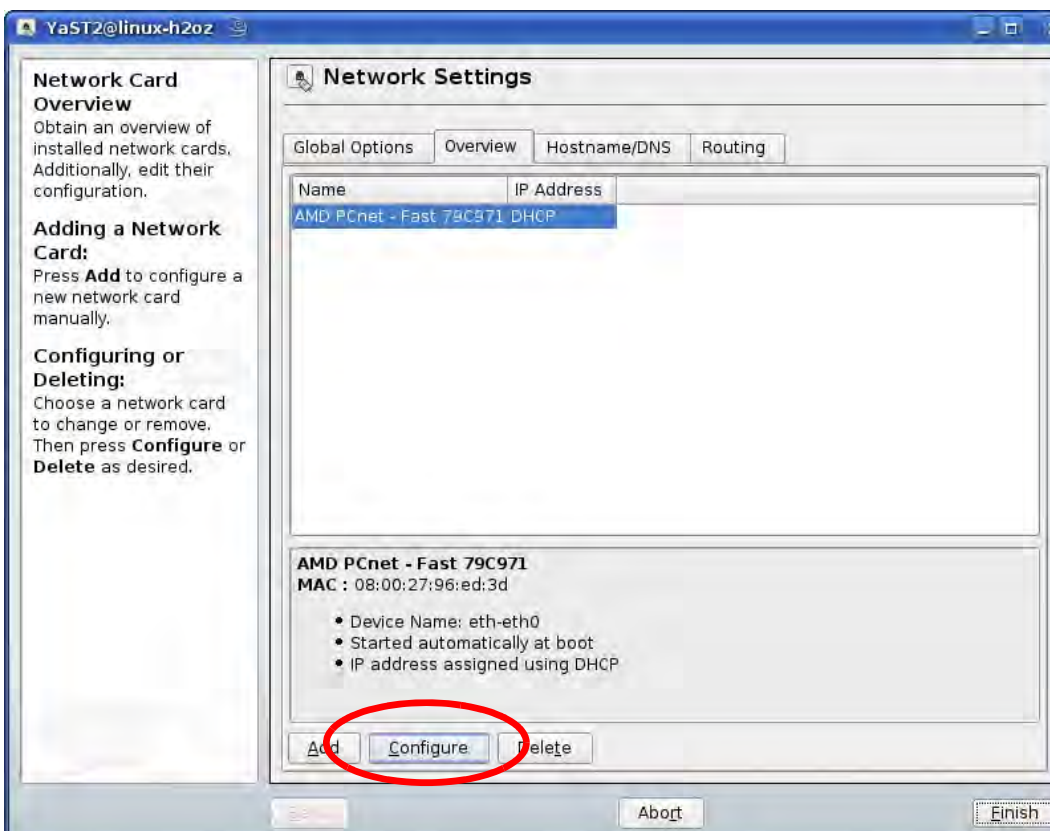 YaST2@linux-h2oz
Network Card
Overview
Obtain an overview of
installed network cards.
Additionally, edit their
configuration.
Adding a Network
Card:
Press Add to configure a
new network card
manually.
Configuring or
Deleting:
Choose a network card
to change or remove.
Then press Configure or
Delete as desired.
Network Settings
Global Options Overview Hostname/DNS Routing
Name IP Address
AMD PCnet - Fast 79C971 DHCP
AMD PCnet - Fast 79C971
MAC : 08:00:27:96:ed:3d
• Device Name: eth-eth0
• Started automatically at boot
• IP address assigned using DHCP
Add Configure Delete
Abort Finish